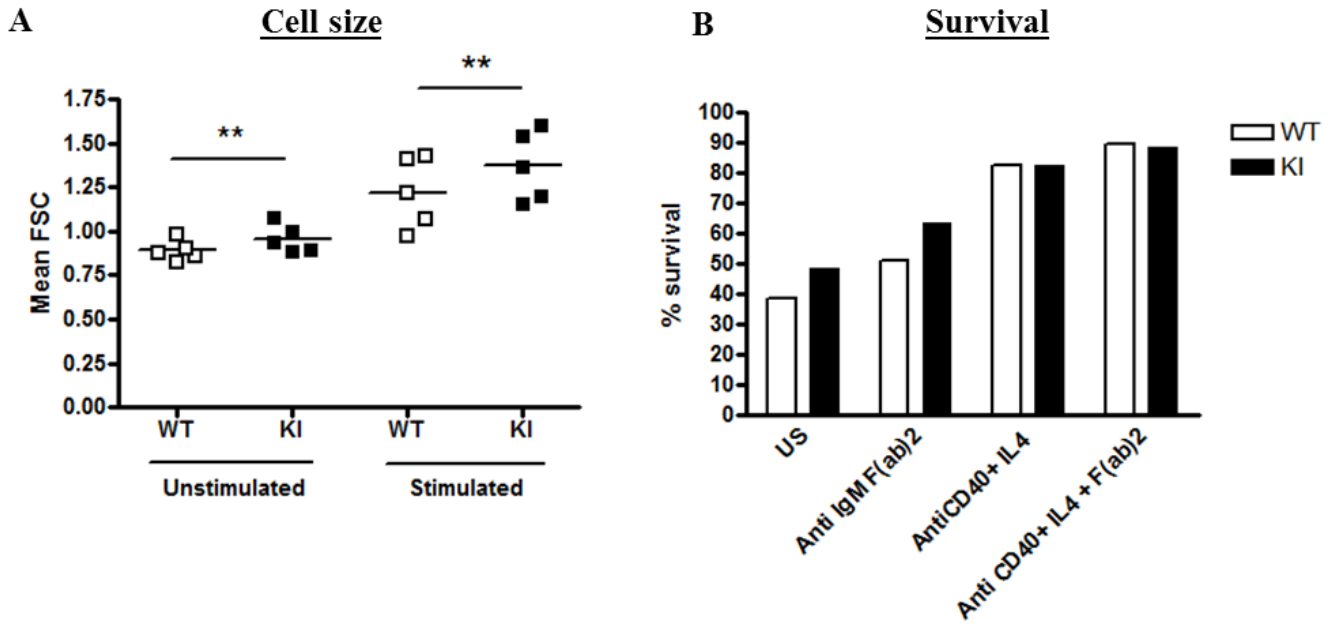 A
Cell size
**
**
1.75
1.50
1.25
1.00
0.75
0.50
0.25
0.00
Mean FSC
WT
KI
WT
KI
Unstimulated
Stimulated
B
Survival
100
90
80
70
60
50
40
30
20
10
0
% survival
US
Anti IgM F(ab)2
AntiCD40+ IL4
Anti CD40+ IL4 + F(ab)2
WT
KI